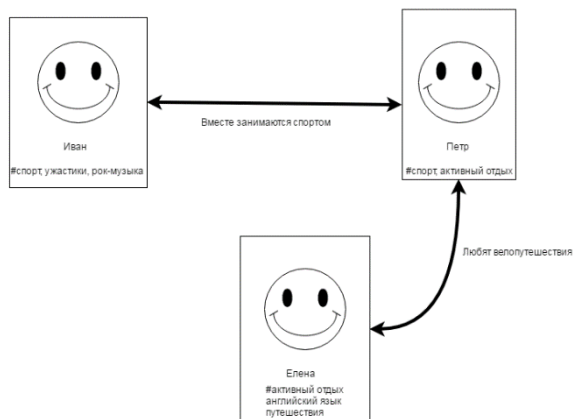 Вместе занимаются спортом
Иван
#спорт, ужастики, рок-музыка
Петр
#спорт, активный отдых
Любят велопутешествия
Елена
#активный отдых
английский язык
путешествия